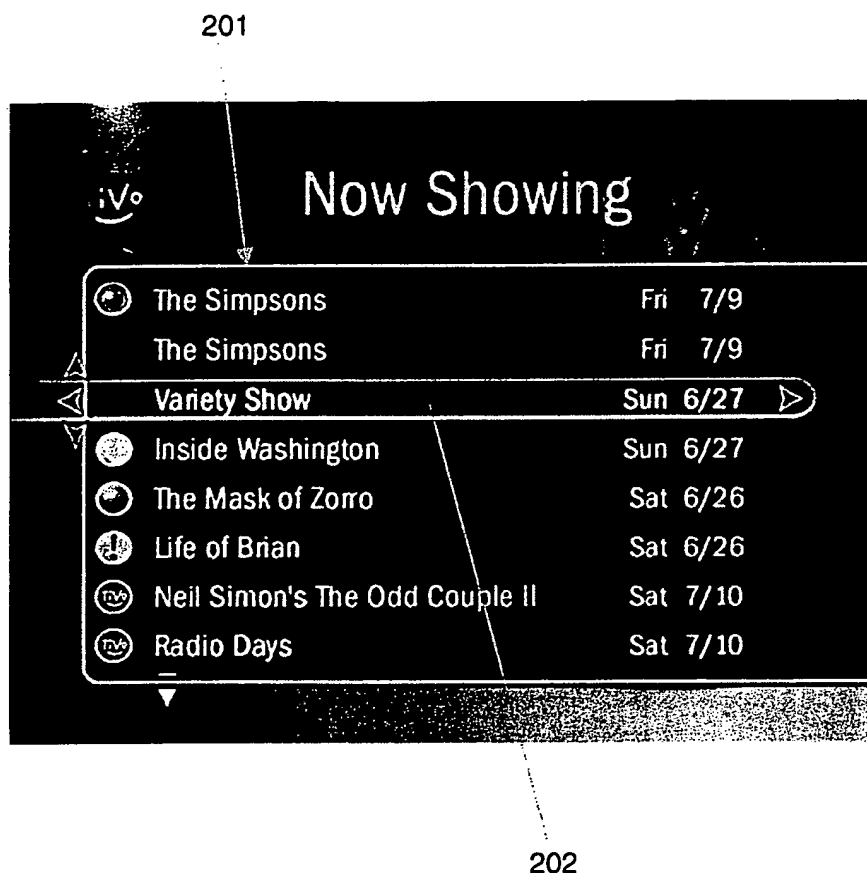 201
iVo
Now Showing
The Simpsons Fri 7/9
The Simpsons Fri 7/9
Variety Show Sun 6/27
Inside Washington Sun 6/27
The Mask of Zorro Sat 6/26
Life of Brian Sat 6/26
TiVo Neil Simon's The Odd Couple II Sat 7/10
TiVo Radio Days Sat 7/10
202